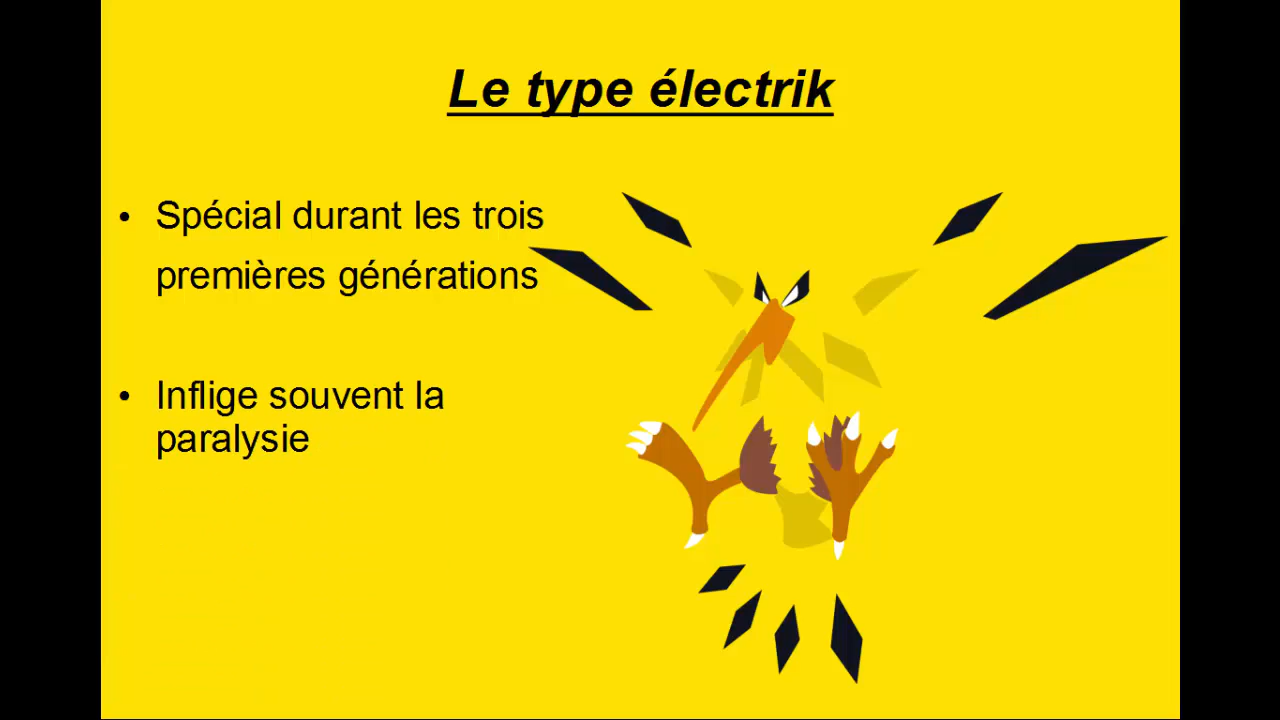 Le type électrik
• Spécial durant les trois
premières générations
• Inflige souvent la
paralysie